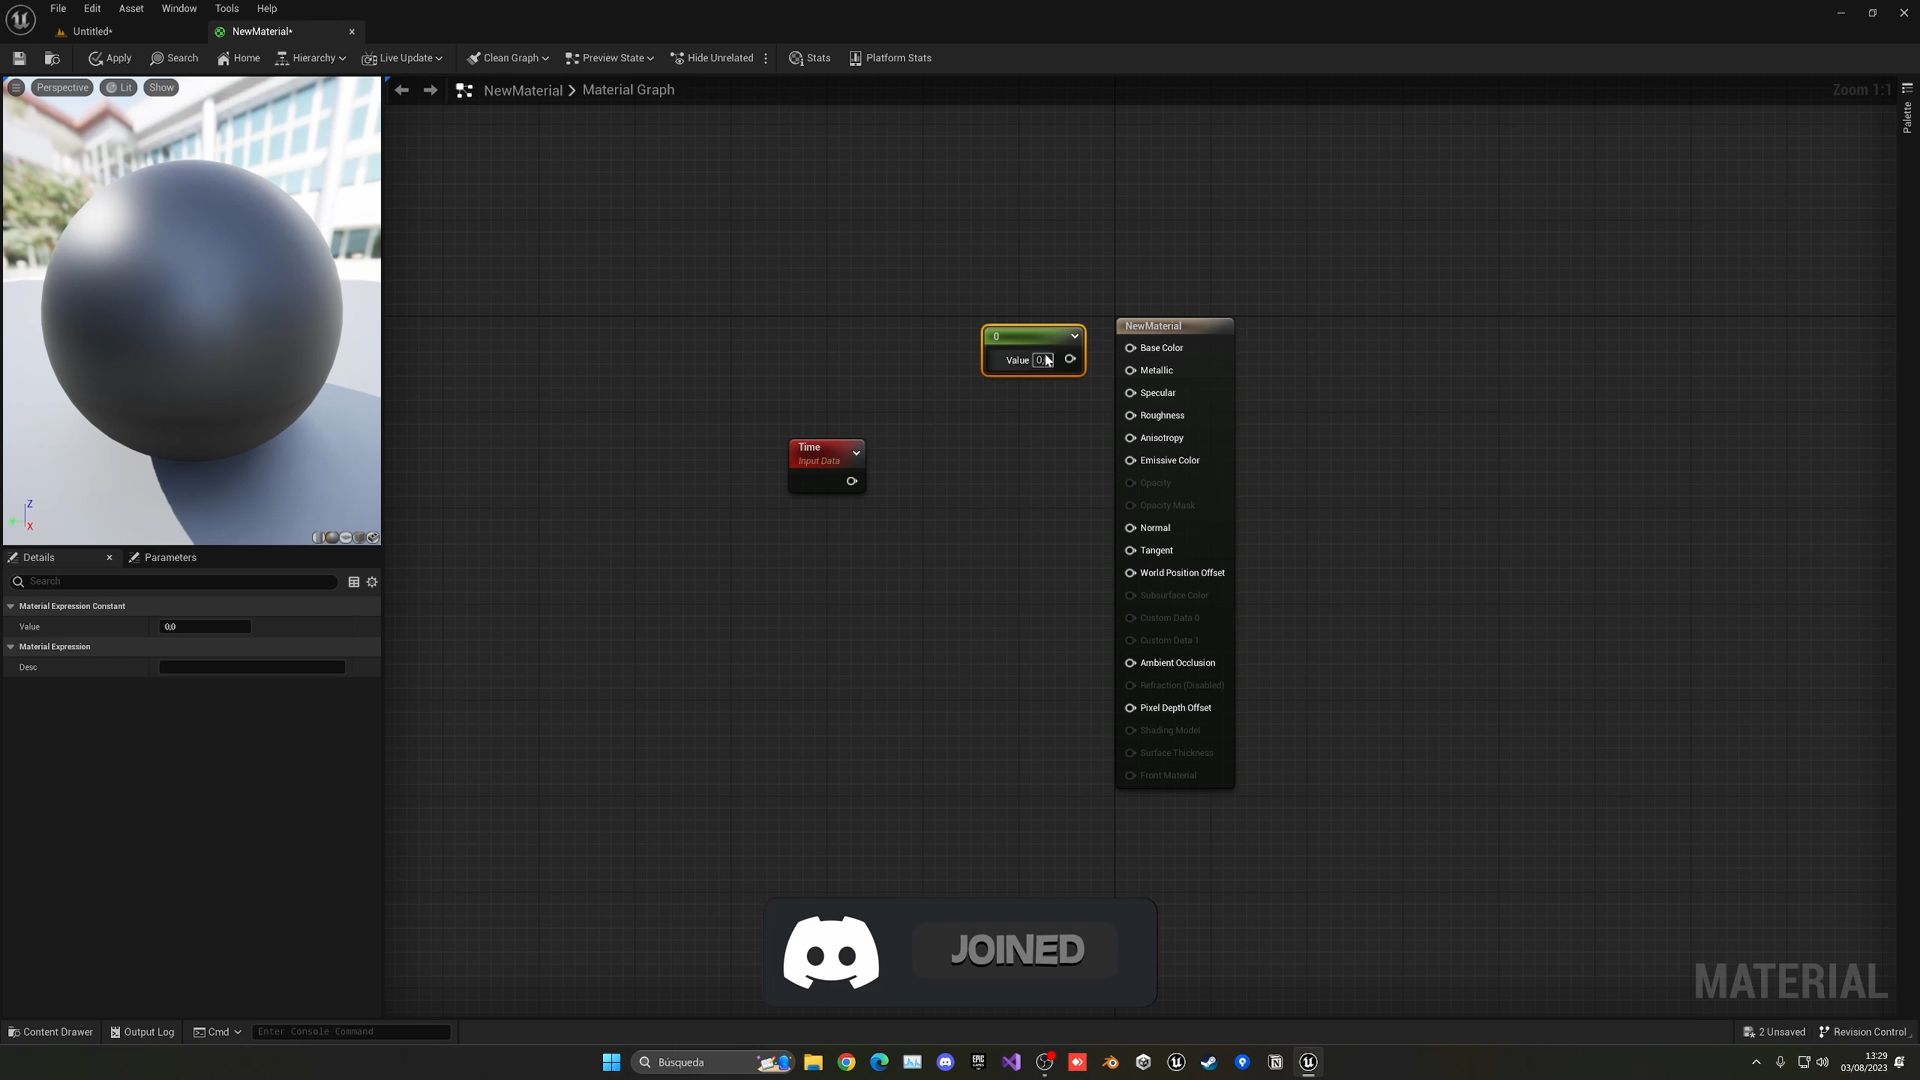 File Edit Asset Window Tools Help
Untitled*
NewMaterial*
Apply Search Home Hierarchy Live Update Clean Graph Preview State Hide Unrelated Stats Platform Stats
Perspective Lit Show
NewMaterial > Material Graph
Zoom 1:1
Palette
0
Value
NewMaterial
Base Color
Metallic
Specular
Roughness
Anisotropy
Emissive Color
Opacity
Opacity Mask
Normal
Tangent
World Position Offset
Subsurface Color
Custom Data 0
Custom Data 1
Ambient Occlusion
Refraction (Disabled)
Pixel Depth Offset
Shading Model
Surface Thickness
Front Material
Time
Input Data
Z
X
Details Parameters
Search
Material Expression Constant
Value 0,0
Material Expression
Desc
JOINED
MATERIAL
Content Drawer Output Log Cmd Enter Console Command
2 Unsaved Revision Control
Búsqueda
EPIC
GAMES
13:29
03/08/2023